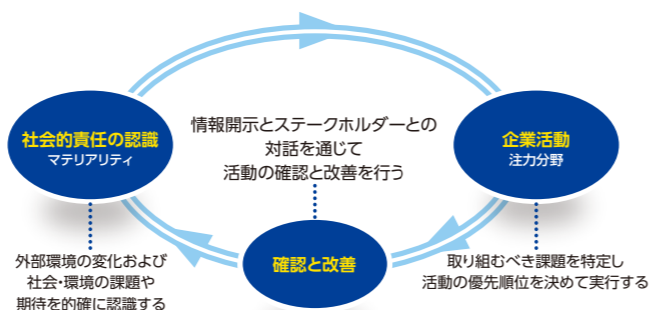 社会的責任の認識
マテリアリティ
外部環境の変化および
社会・環境の課題や
期待を的確に認識する
情報開示とステークホルダーとの
対話を通じて
活動の確認と改善を行う
確認と改善
企業活動
注力分野
取り組むべき課題を特定し
活動の優先順位を決めて実行する